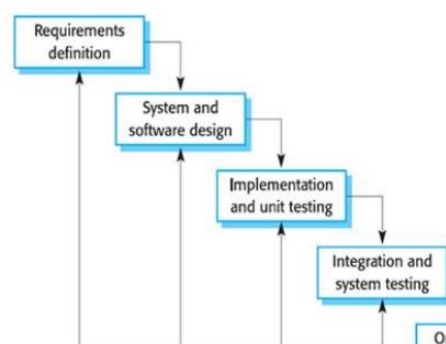 Requirements
definition
System and
software design
Implementation
and unit testing
Integration and
system testing